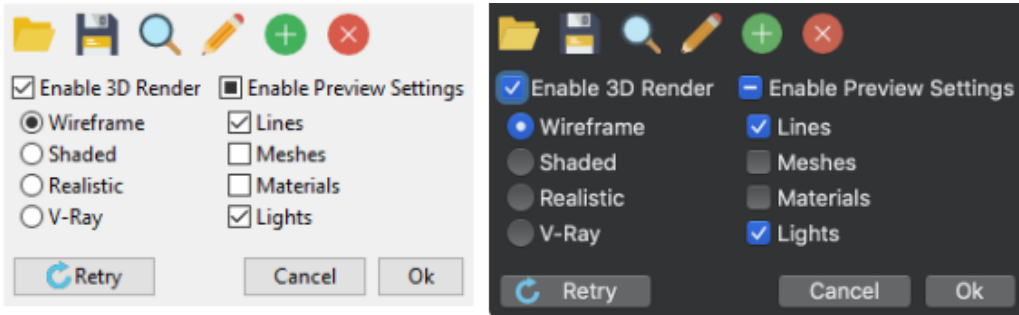 Enable 3D Render Enable Preview Settings
Wireframe Lines
Shaded Meshes
Realistic Materials
V-Ray Lights
Retry Cancel Ok
Enable 3D Render Enable Preview Settings
Wireframe Lines
Shaded Meshes
Realistic Materials
V-Ray Lights
Retry Cancel Ok